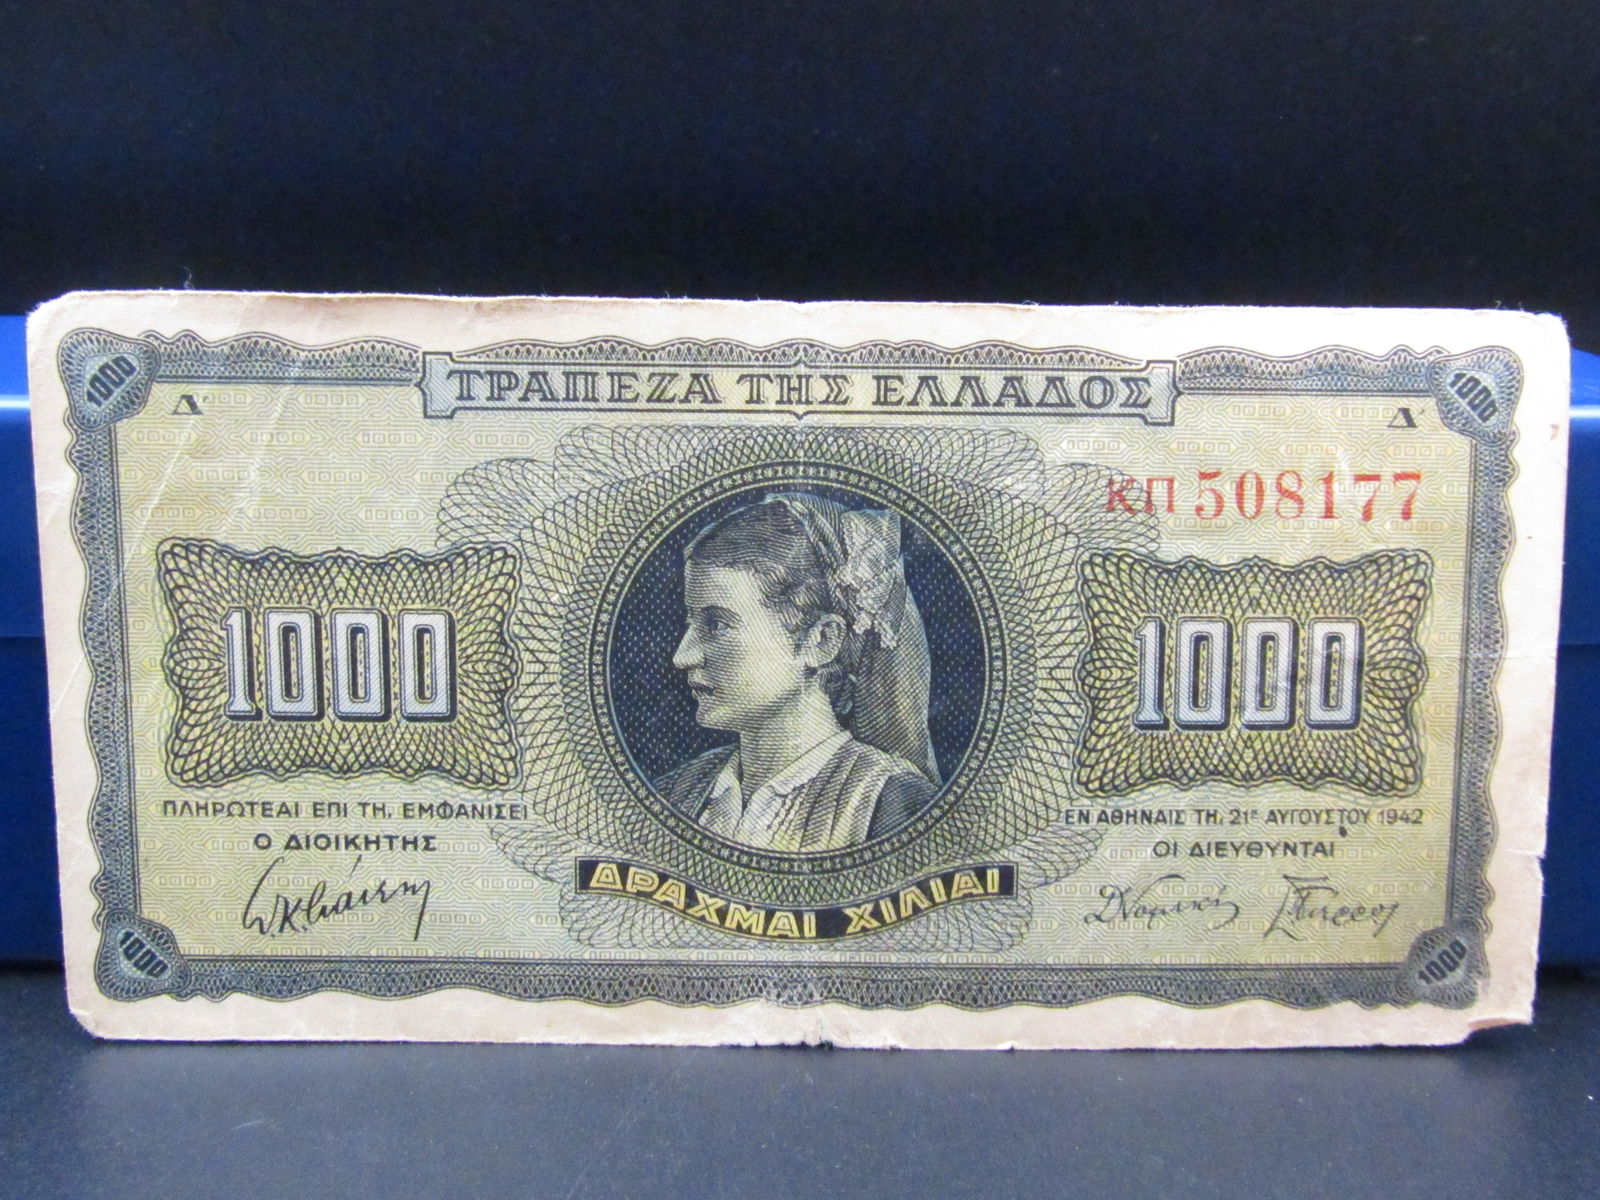 1000
1000
ΤΡΑΠΕΖΑ ΤΗΣ ΕΛΛΑΔΟΣ
Δ'
Δ'
ΚΠ 508177
1000
1000
ΠΛΗΡΩΤΕΑΙ ΕΠΙ ΤΗ, ΕΜΦΑΝΙΣΕΙ
Ο ΔΙΟΙΚΗΤΗΣ
ΕΝ ΑΘΗΝΑΙΣ ΤΗ, 21ῃ ΑΥΓΟΥΣΤΟΥ 1942
ΟΙ ΔΙΕΥΘΥΝΤΑΙ
ΔΡΑΧΜΑΙ ΧΙΛΙΑΙ
1000
1000